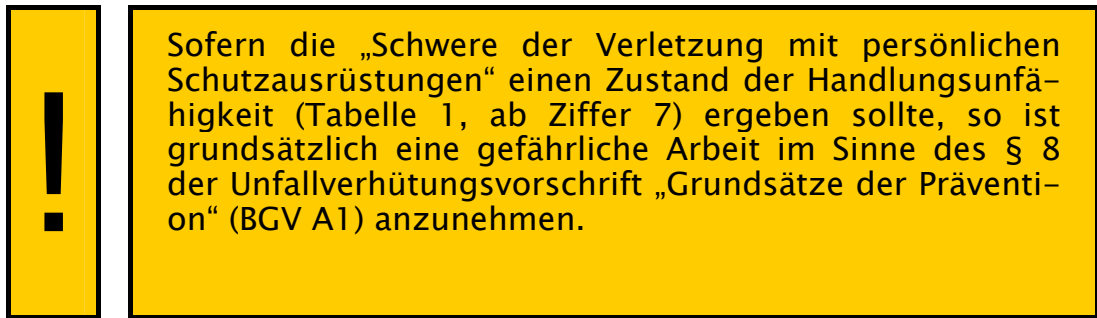 !
Sofern die „Schwere der Verletzung mit persönlichen
Schutzausrüstungen“ einen Zustand der Handlungsunfä-
higkeit (Tabelle 1, ab Ziffer 7) ergeben sollte, so ist
grundsätzlich eine gefährliche Arbeit im Sinne des § 8
der Unfallverhütungsvorschrift „Grundsätze der Präventi-
on“ (BGV A1) anzunehmen.